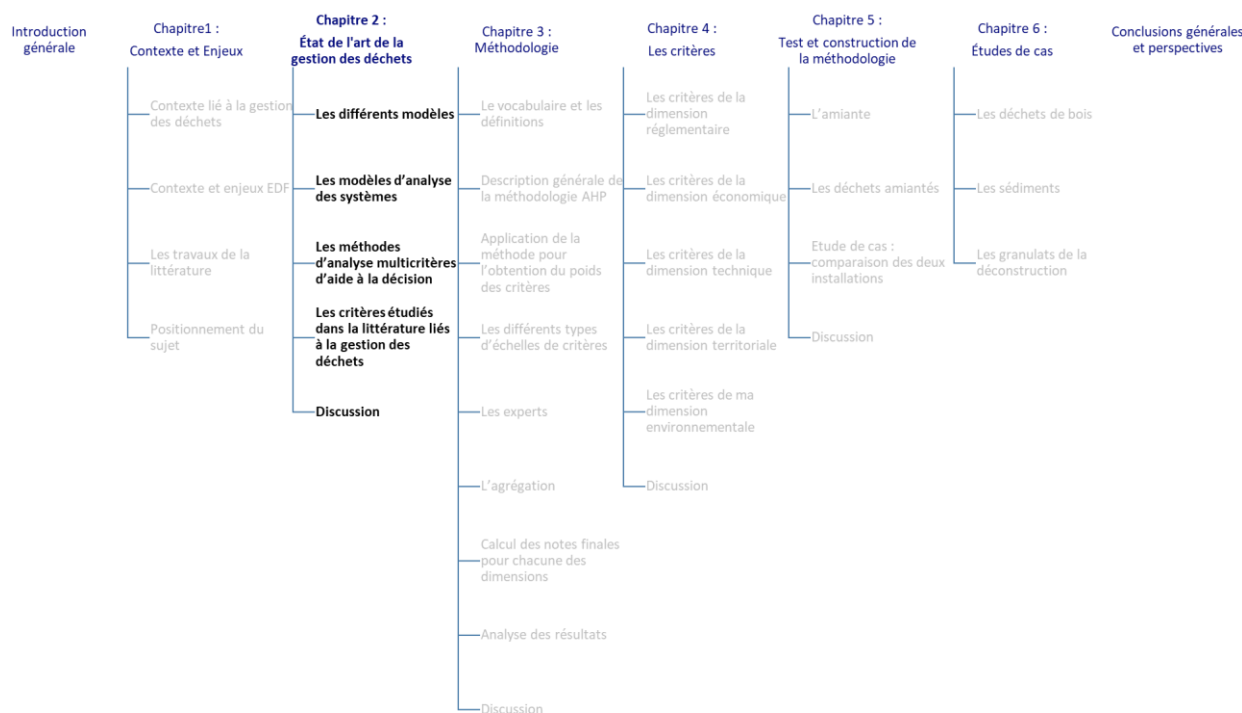 Introduction
générale
Chapitre1 :
Contexte et Enjeux
Contexte lié à la gestion
des déchets
Contexte et enjeux EDF
Les travaux de la
littérature
Positionnement du
sujet
Chapitre 2 :
État de l'art de la
gestion des déchets
Les différents modèles
Les modèles d'analyse
des systèmes
Les méthodes
d'analyse multicritères
d'aide à la décision
Les critères étudiés
dans la littérature liés
à la gestion des
déchets
Discussion
Chapitre 3 :
Méthodologie
Le vocabulaire et les
définitions
Description générale de
la méthodologie AHP
Application de la
méthode pour
l'obtention du poids
des critères
Les différents types
d'échelles de critères
Les experts
L'agrégation
Calcul des notes finales
pour chacune des
dimensions
Analyse des résultats
Discussion
Chapitre 4 :
Les critères
Les critères de la
dimension
réglementaire
Les critères de la
dimension économique
Les critères de la
dimension technique
Les critères de la
dimension territoriale
Les critères de ma
dimension
environnementale
Discussion
Chapitre 5 :
Test et construction de
la méthodologie
L'amiante
Les déchets amiantés
Etude de cas :
comparaison des deux
installations
Discussion
Chapitre 6 :
Études de cas
Les déchets de bois
Les sédiments
Les granulats de la
déconstruction
Conclusions générales
et perspectives